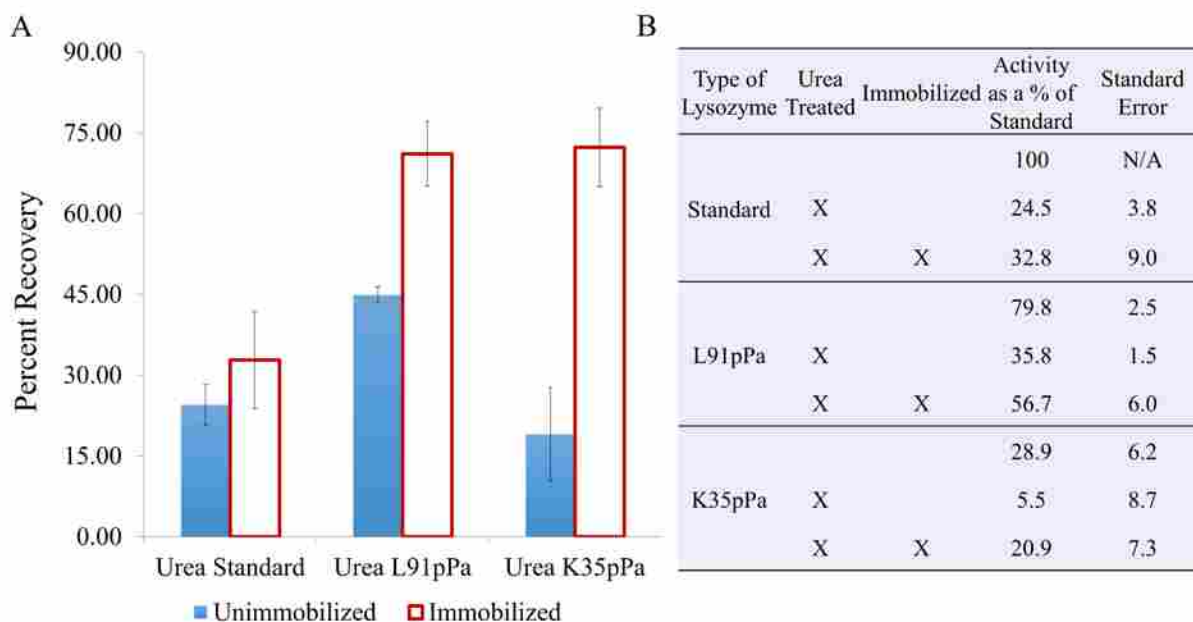 A
90.00
75.00
60.00
45.00
30.00
15.00
0.00
Percent Recovery
Urea Standard Urea L91pPa Urea K35pPa
Unimmobilized Immobilized
B
Type of Lysozyme Urea Treated Immobilized Activity as a % of Standard Standard Error
100 N/A
Standard X 24.5 3.8
X X 32.8 9.0
79.8 2.5
L91pPa X 35.8 1.5
X X 56.7 6.0
28.9 6.2
K35pPa X 5.5 8.7
X X 20.9 7.3